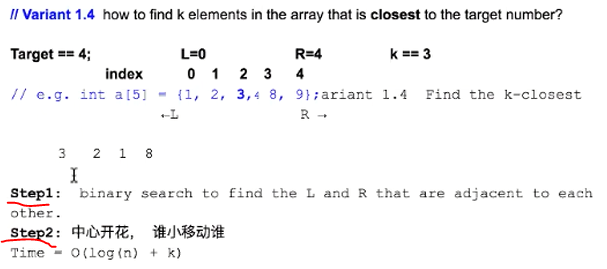 // Variant 1.4 how to find k elements in the array that is closest to the target number?
Target == 4; L=0 R=4 k == 3
index 0 1 2 3 4
// e.g. int a[5] = {1, 2, 3,4 8, 9};ariant 1.4 Find the k-closest
←L R →
3 2 1 8
Step1: binary search to find the L and R that are adjacent to each
other.
Step2: 中心开花， 谁小移动谁
Time = O(log(n) + k)